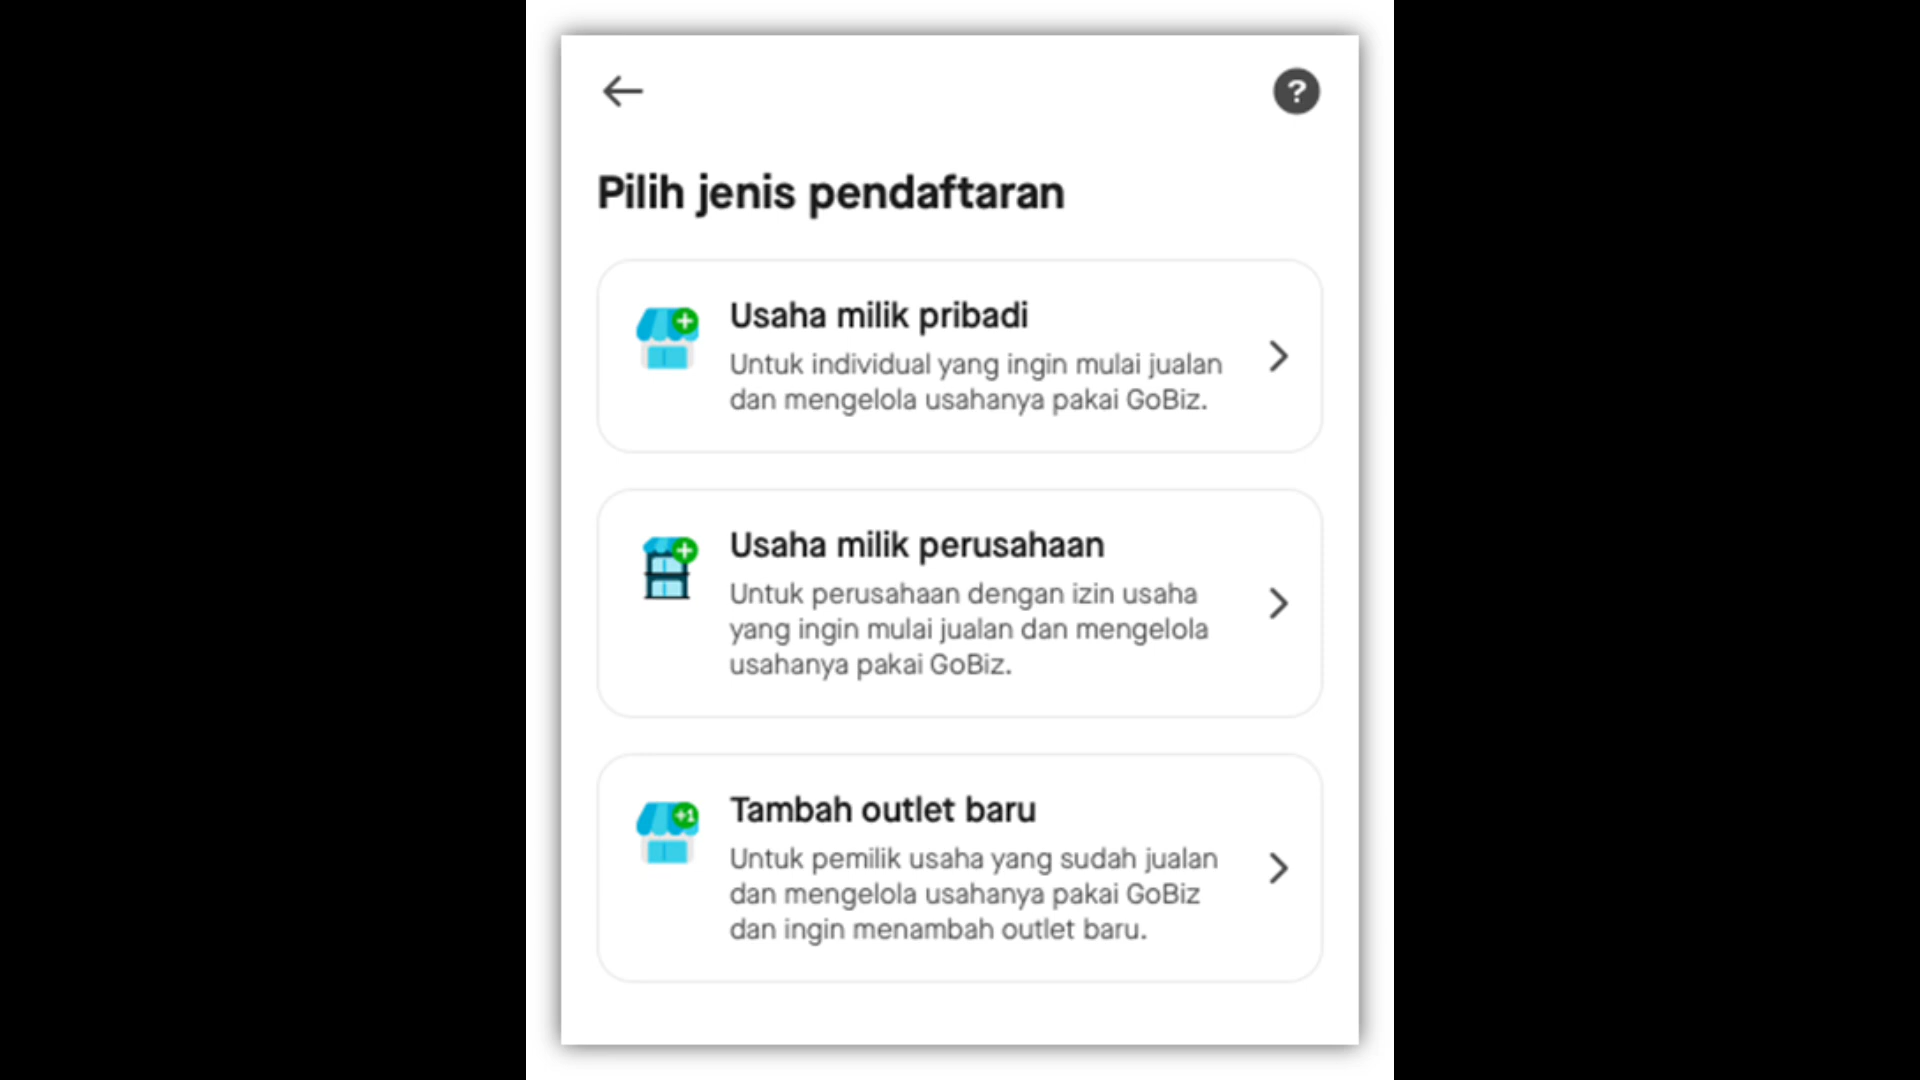 ?
Pilih jenis pendaftaran
Usaha milik pribadi
Untuk individual yang ingin mulai jualan
dan mengelola usahanya pakai GoBiz.
Usaha milik perusahaan
Untuk perusahaan dengan izin usaha
yang ingin mulai jualan dan mengelola
usahanya pakai GoBiz.
+1
Tambah outlet baru
Untuk pemilik usaha yang sudah jualan
dan mengelola usahanya pakai GoBiz
dan ingin menambah outlet baru.